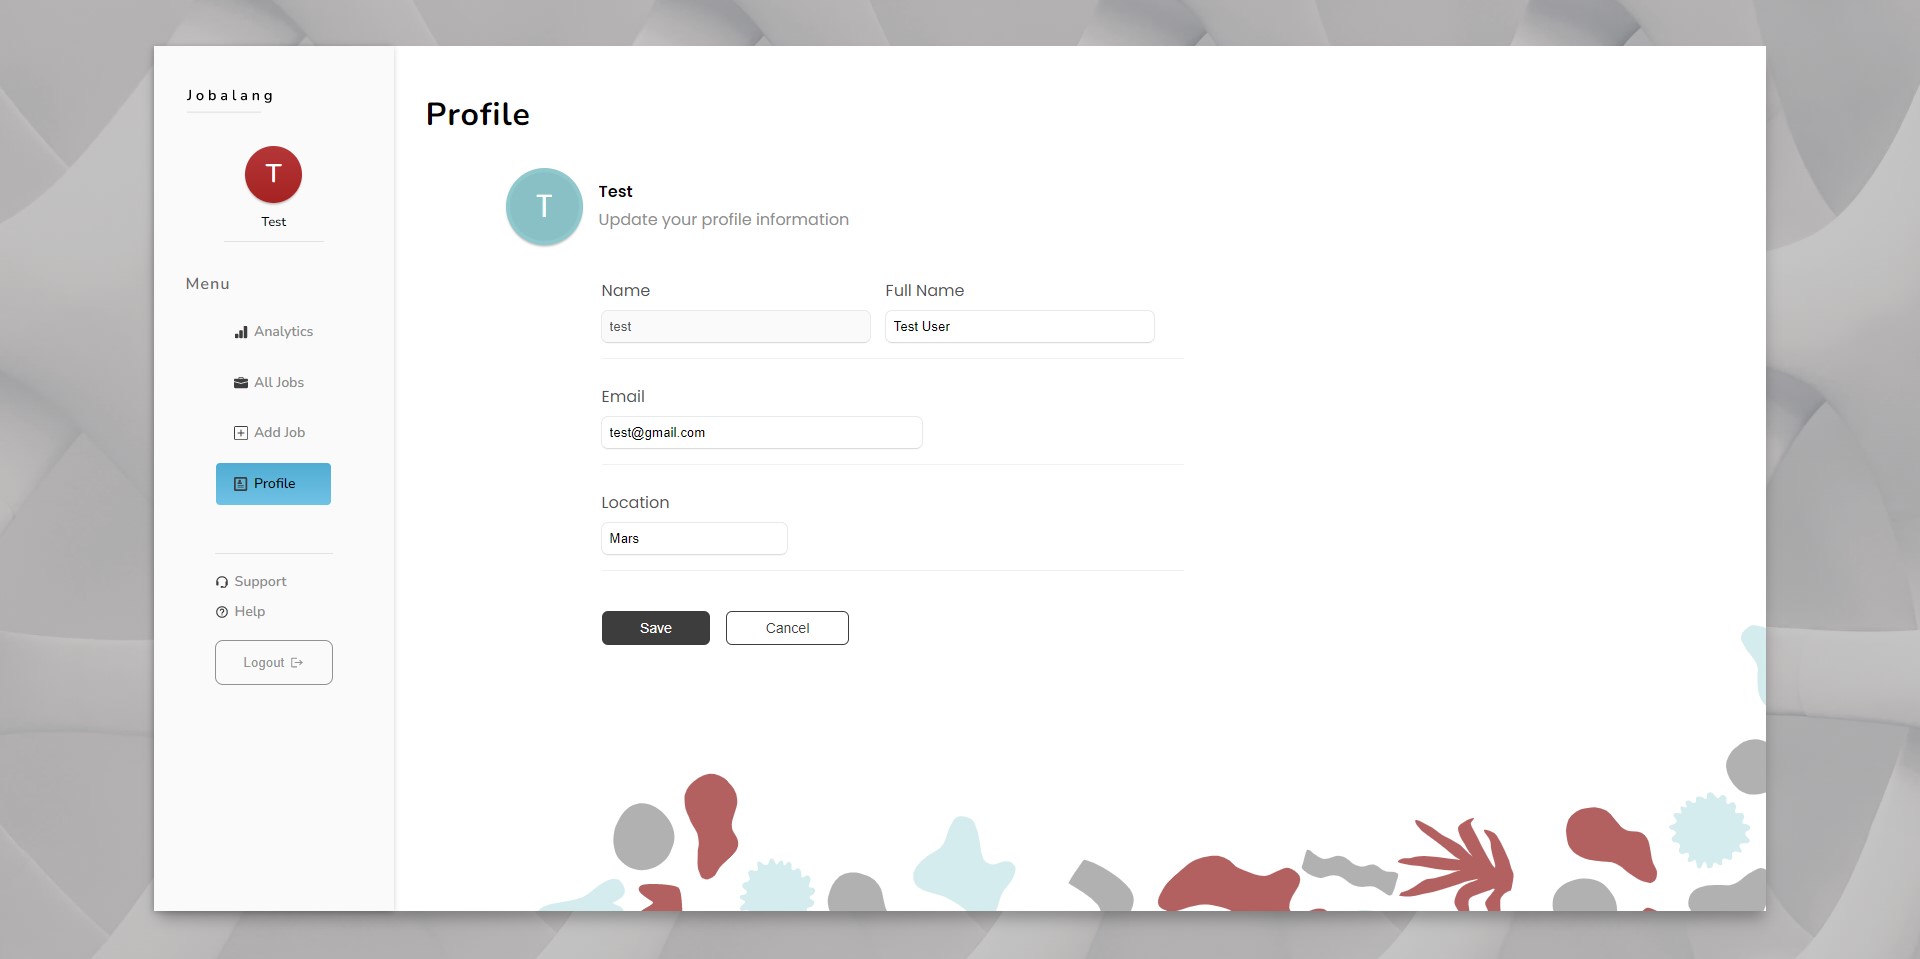 Jobalang
T
Test
Menu
Analytics
All Jobs
Add Job
Profile
Support
Help
Logout
Profile
T
Test
Update your profile information
Name Full Name
test Test User
Email
test@gmail.com
Location
Mars
Save Cancel